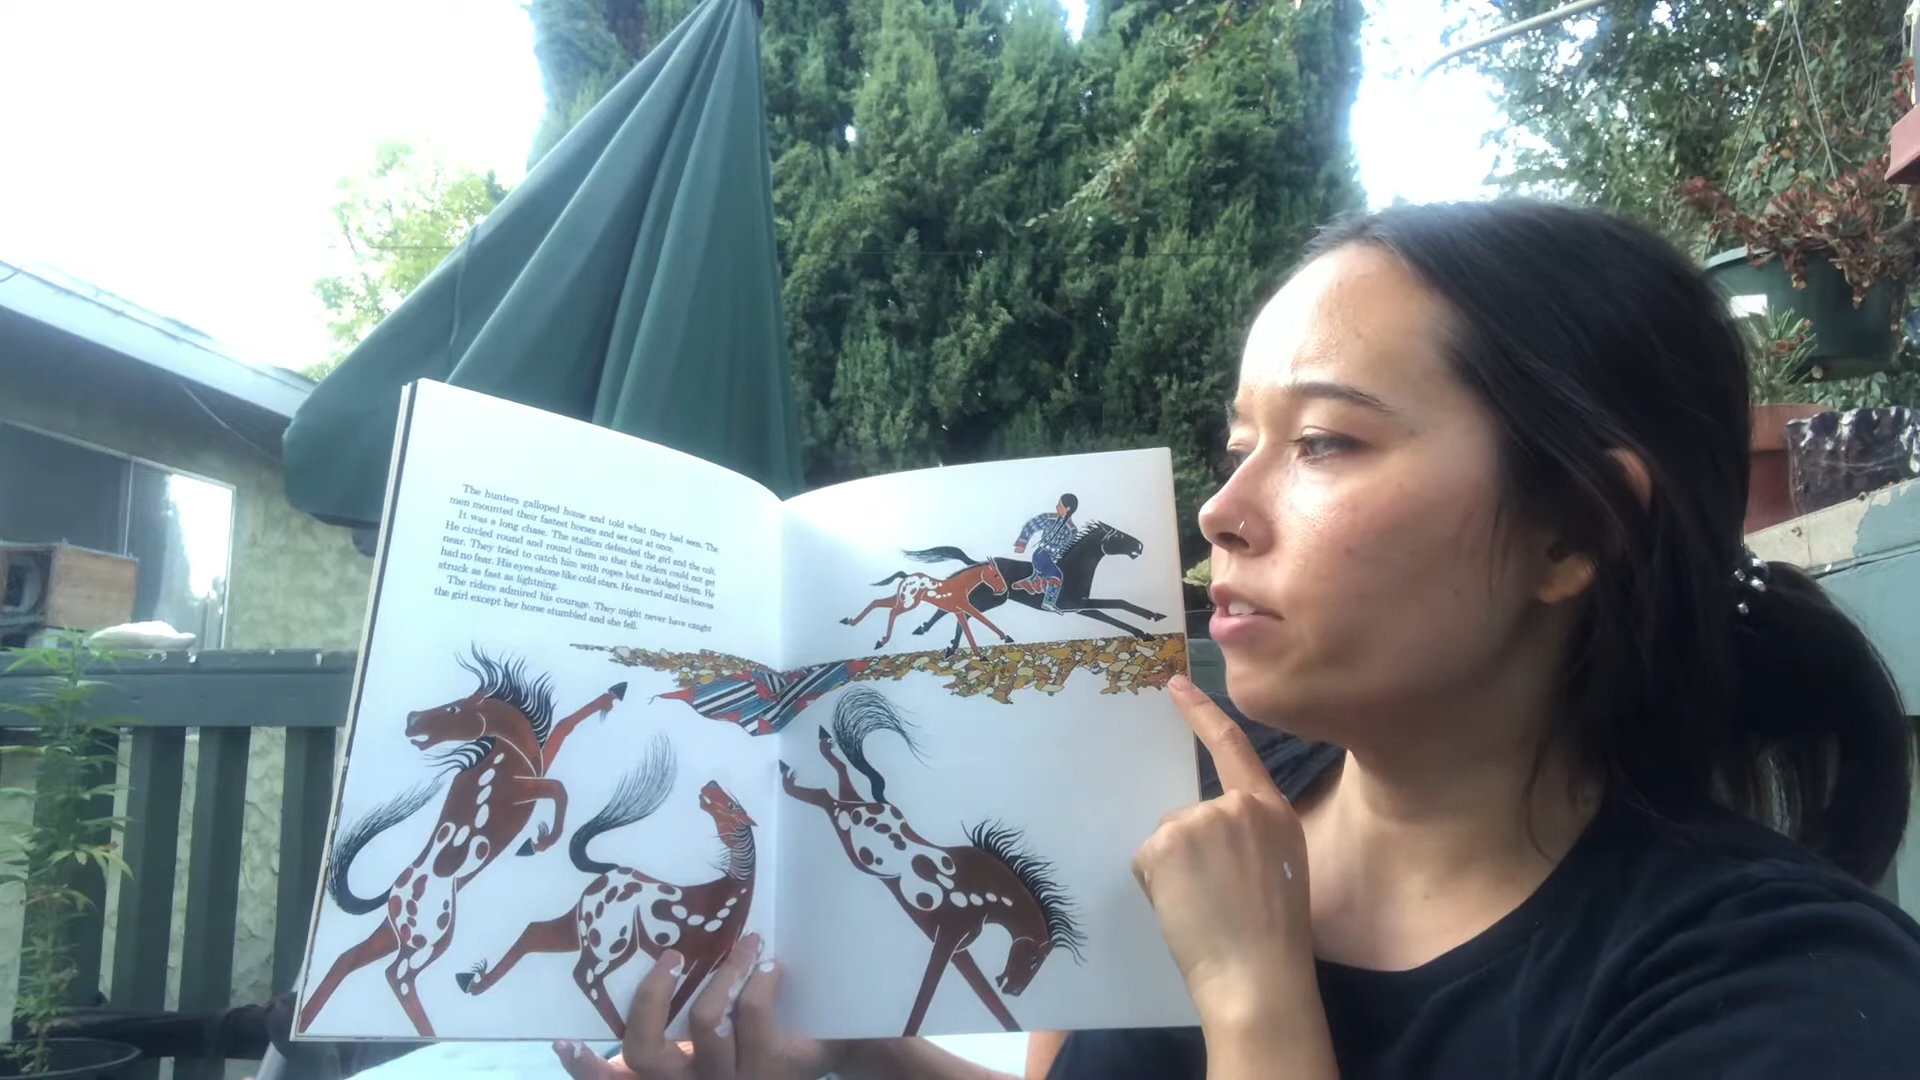 The hunters galloped home and told what they had seen. The
men mounted their fastest horses and set out at once.
It was a long chase. The stallion defended the girl and the colt.
He circled round and round them so that the riders could not get
near. They tried to catch him with ropes but he dodged them. He
had no fear. His eyes shone like cold stars. He snorted and his hooves
struck as fast as lightning.
The riders admired his courage. They might never have caught
the girl except her horse stumbled and she fell.